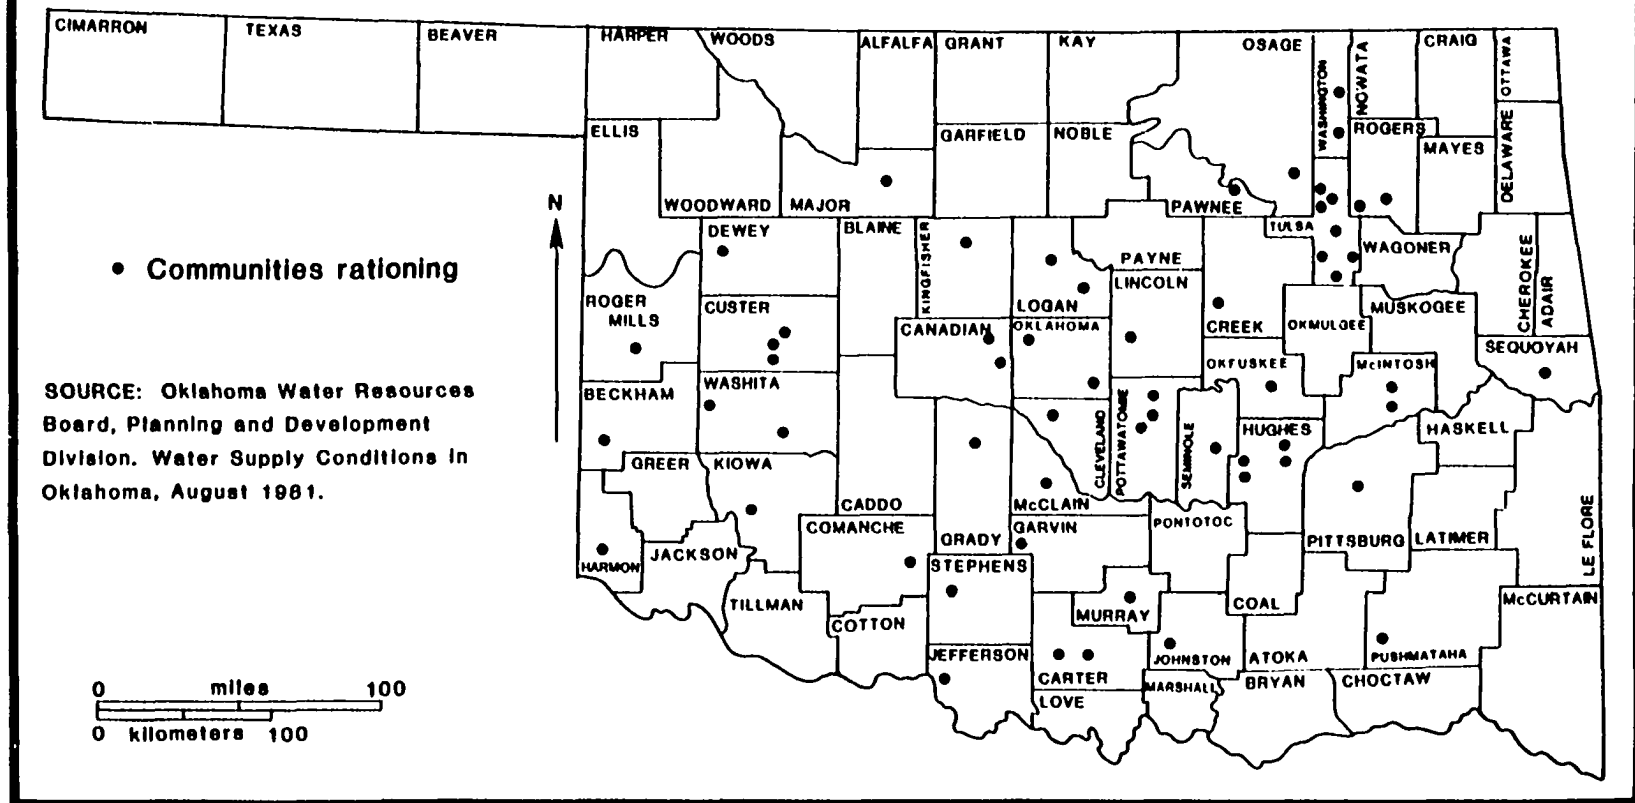 CIMARRON
TEXAS
BEAVER
HARPER
WOODS
ALFALFA
GRANT
KAY
OSAGE
WASHINGTON
NOWATA
CRAIG
OTTAWA
ELLIS
GARFIELD
NOBLE
ROGERS
MAYES
DELAWARE
N
WOODWARD
MAJOR
PAWNEE
DEWEY
BLAINE
KINGFISHER
TULSA
WAGONER
CHEROKEE
ADAIR
PAYNE
LINCOLN
● Communities rationing
ROGER
MILLS
CUSTER
LOGAN
MUSKOGEE
CANADIAN
OKLAHOMA
CREEK
OKMULGEE
SEQUOYAH
OKFUSKEE
McINTOSH
SOURCE: Oklahoma Water Resources
Board, Planning and Development
Division. Water Supply Conditions in
Oklahoma, August 1981.
BECKHAM
WASHITA
CLEVELAND
POTTAWATOMIE
SEMINOLE
HUGHES
HASKELL
GREER
KIOWA
CADDO
McCLAIN
COMANCHE
GRADY
GARVIN
PONTOTOC
PITTSBURG
LATIMER
LE FLORE
HARMON
JACKSON
STEPHENS
TILLMAN
COTTON
MURRAY
COAL
McCURTAIN
JEFFERSON
CARTER
JOHNSTON
ATOKA
PUSHMATAHA
LOVE
MARSHALL
BRYAN
CHOCTAW
0 miles 100
0 kilometers 100